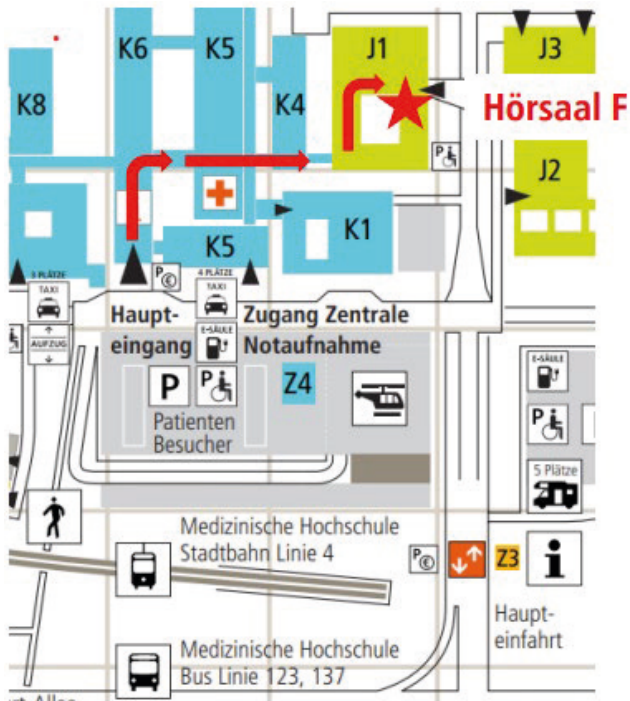 K6
K5
J1
J3
K8
K4
Hörsaal F
P
J2
K5
K1
3 PLÄTZE
TAXI
P
€
4 PLÄTZE
TAXI
AUFZUG
Haupt-
eingang
E-SÄULE
Zugang Zentrale
Notaufnahme
P
P
Z4
Patienten
Besucher
E-SÄULE
P
5 Plätze
Medizinische Hochschule
Stadtbahn Linie 4
P
€
Z3
i
Haupt-
einfahrt
Medizinische Hochschule
Bus Linie 123, 137